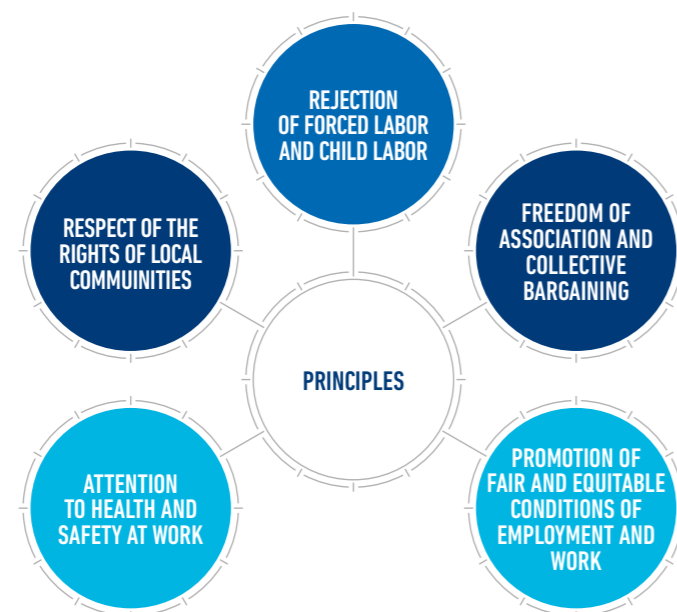 REJECTION
OF FORCED LABOR
AND CHILD LABOR
RESPECT OF THE
RIGHTS OF LOCAL
COMMUINITIES
FREEDOM OF
ASSOCIATION AND
COLLECTIVE
BARGAINING
PRINCIPLES
ATTENTION
TO HEALTH AND
SAFETY AT WORK
PROMOTION OF
FAIR AND EQUITABLE
CONDITIONS OF
EMPLOYMENT AND
WORK